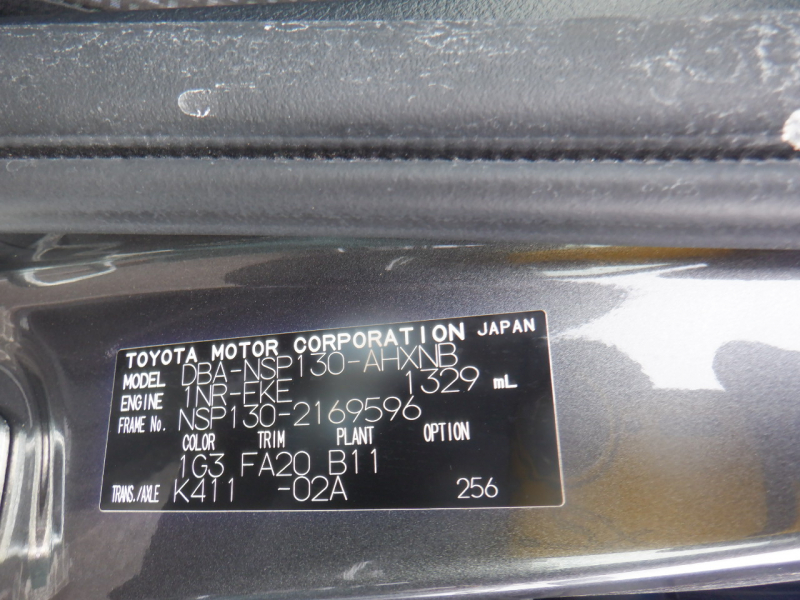 TOYOTA MOTOR CORPORATION JAPAN
MODEL DBA-NSP130-AHXNB
ENGINE 1NR-FKE 1329 mL
FRAME No. NSP130-2169596
COLOR TRIM PLANT OPTION
1G3 FA20 B11
TRANS./AXLE K411 -02A 256